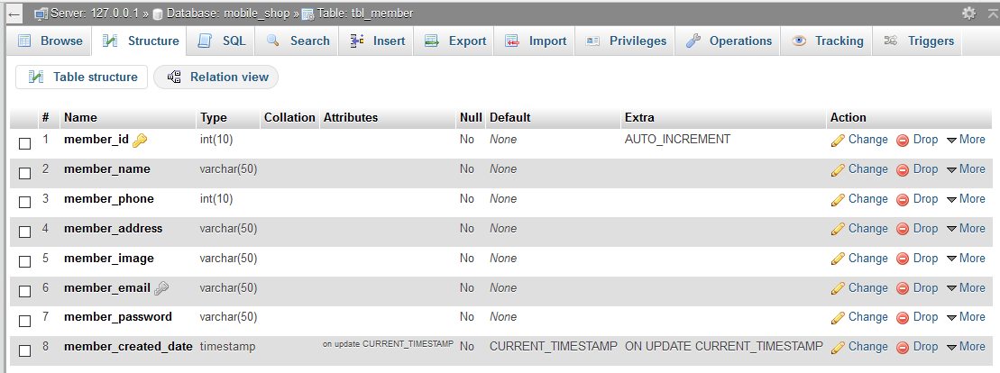 Server: 127.0.0.1 » Database: mobile_shop » Table: tbl_member
Browse Structure SQL Search Insert Export Import Privileges Operations Tracking Triggers
Table structure Relation view
# Name Type Collation Attributes Null Default Extra Action
1 member_id int(10) No None AUTO_INCREMENT Change Drop More
2 member_name varchar(50) No None Change Drop More
3 member_phone int(10) No None Change Drop More
4 member_address varchar(50) No None Change Drop More
5 member_image varchar(50) No None Change Drop More
6 member_email varchar(50) No None Change Drop More
7 member_password varchar(50) No None Change Drop More
8 member_created_date timestamp on update CURRENT_TIMESTAMP No CURRENT_TIMESTAMP ON UPDATE CURRENT_TIMESTAMP Change Drop More